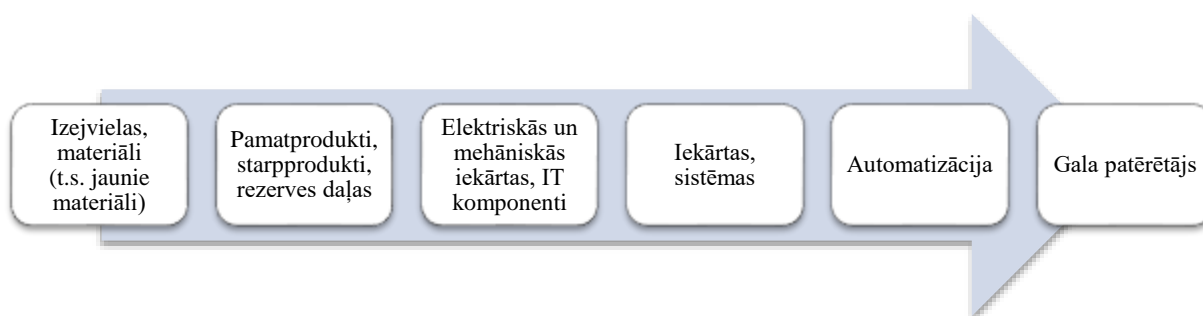 Izejvielas,
materiāli
(t.s. jaunie
materiāli)
Pamatprodukti,
starpprodukti,
rezerves daļas
Elektriskās un
mehāniskās
iekārtas, IT
komponenti
Iekārtas,
sistēmas
Automatizācija
Gala patērētājs